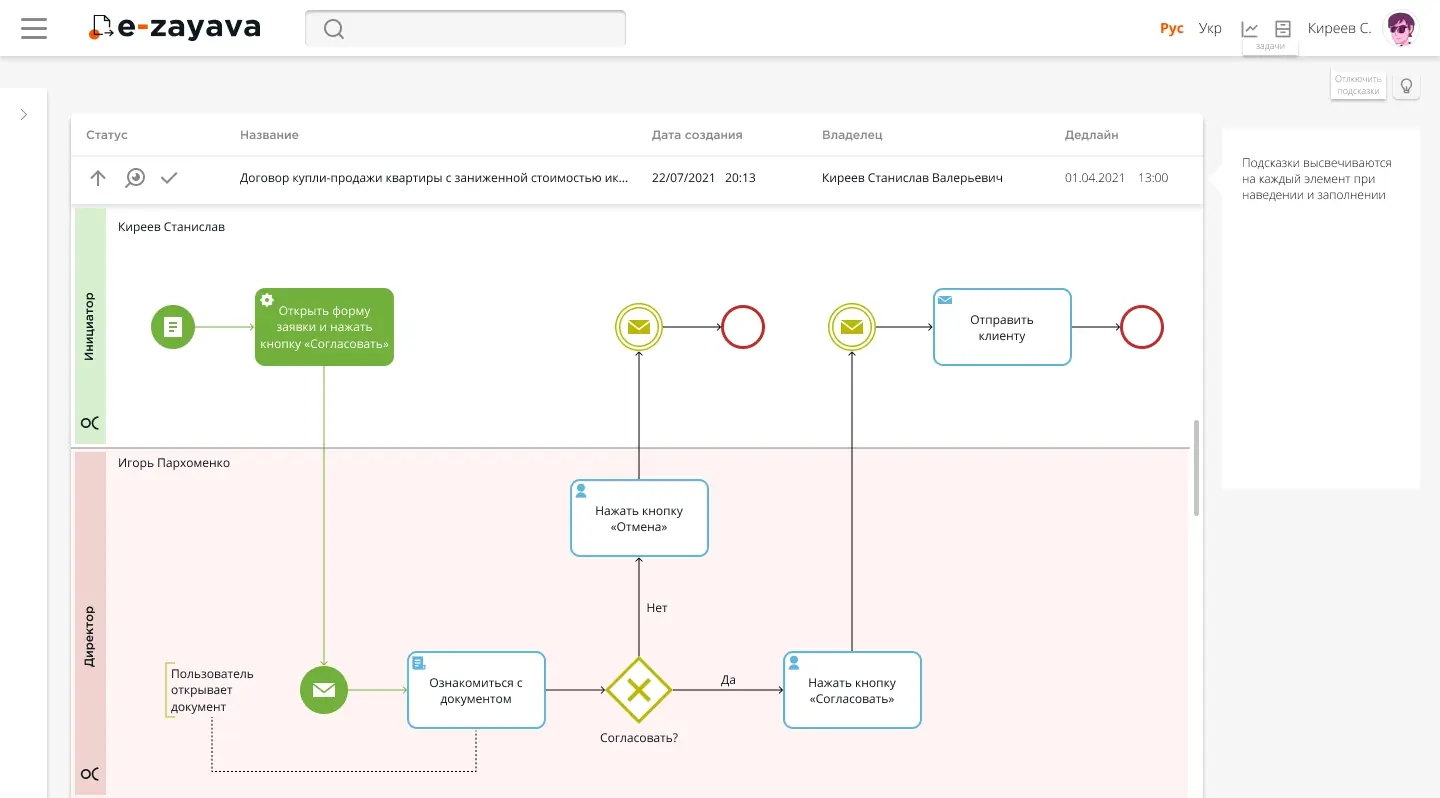 e-zayava
Рус Укр
задачи
Киреев С.
Отлкючить
подсказки
Статус Название Дата создания Владелец Дедлайн
Договор купли-продажи квартиры с заниженной стоимостью ик... 22/07/2021 20:13 Киреев Станислав Валерьевич 01.04.2021 13:00
Подсказки высвечиваются
на каждый элемент при
наведении и заполнении
Инициатор
Киреев Станислав
Открыть форму
заявки и нажать
кнопку «Согласовать»
Отправить
клиенту
Директор
Игорь Пархоменко
Нажать кнопку
«Отмена»
Нет
Пользователь
открывает
документ
Ознакомиться с
документом
Да
Нажать кнопку
«Согласовать»
Согласовать?